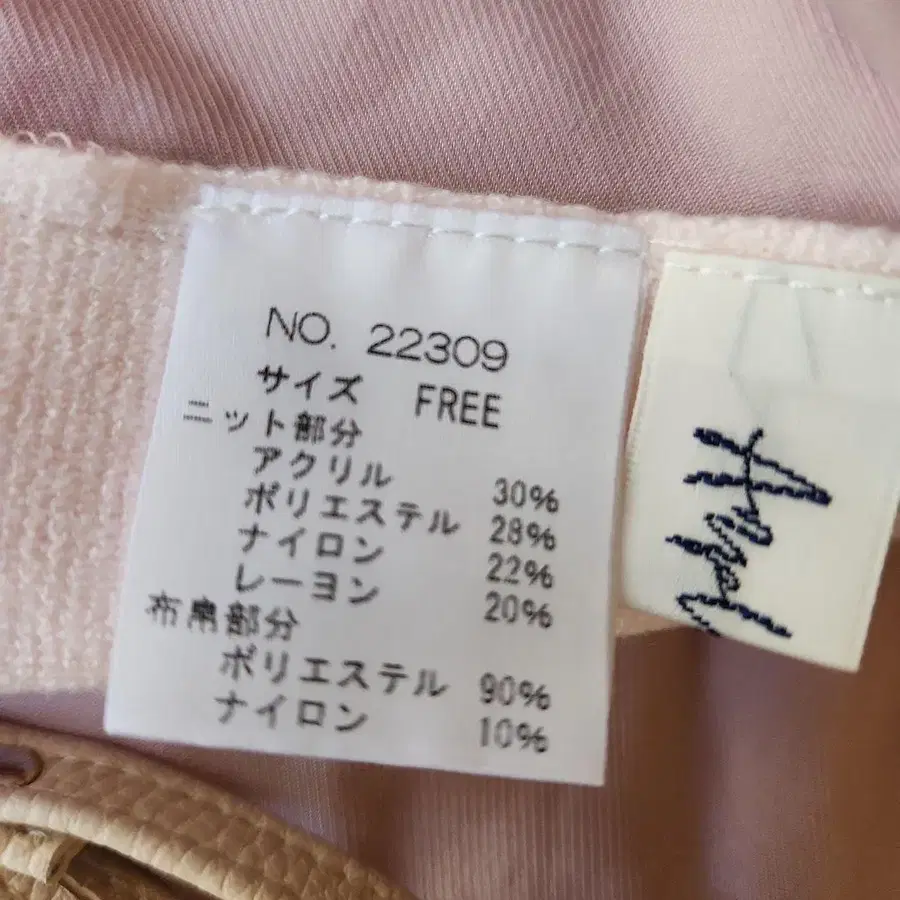 NO. 22309
サイズ FREE
ニット部分
アクリル 30%
ポリエステル 28%
ナイロン 22%
レーヨン 20%
布帛部分
ポリエステル 90%
ナイロン 10%